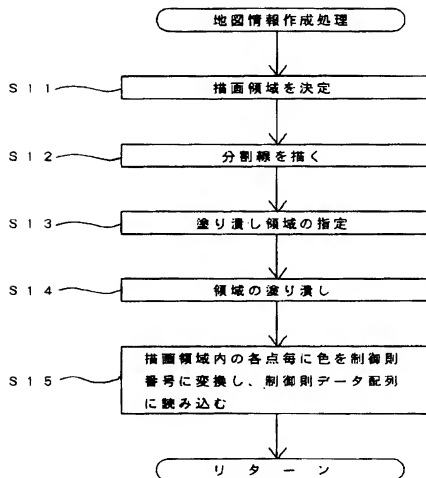 地図情報作成処理
S11
描画領域を決定
S12
分割線を描く
S13
塗り潰し領域の指定
S14
領域の塗り潰し
S15
描画領域内の各点毎に色を制御則
番号に変換し、制御則データ配列
に読み込む
リターン